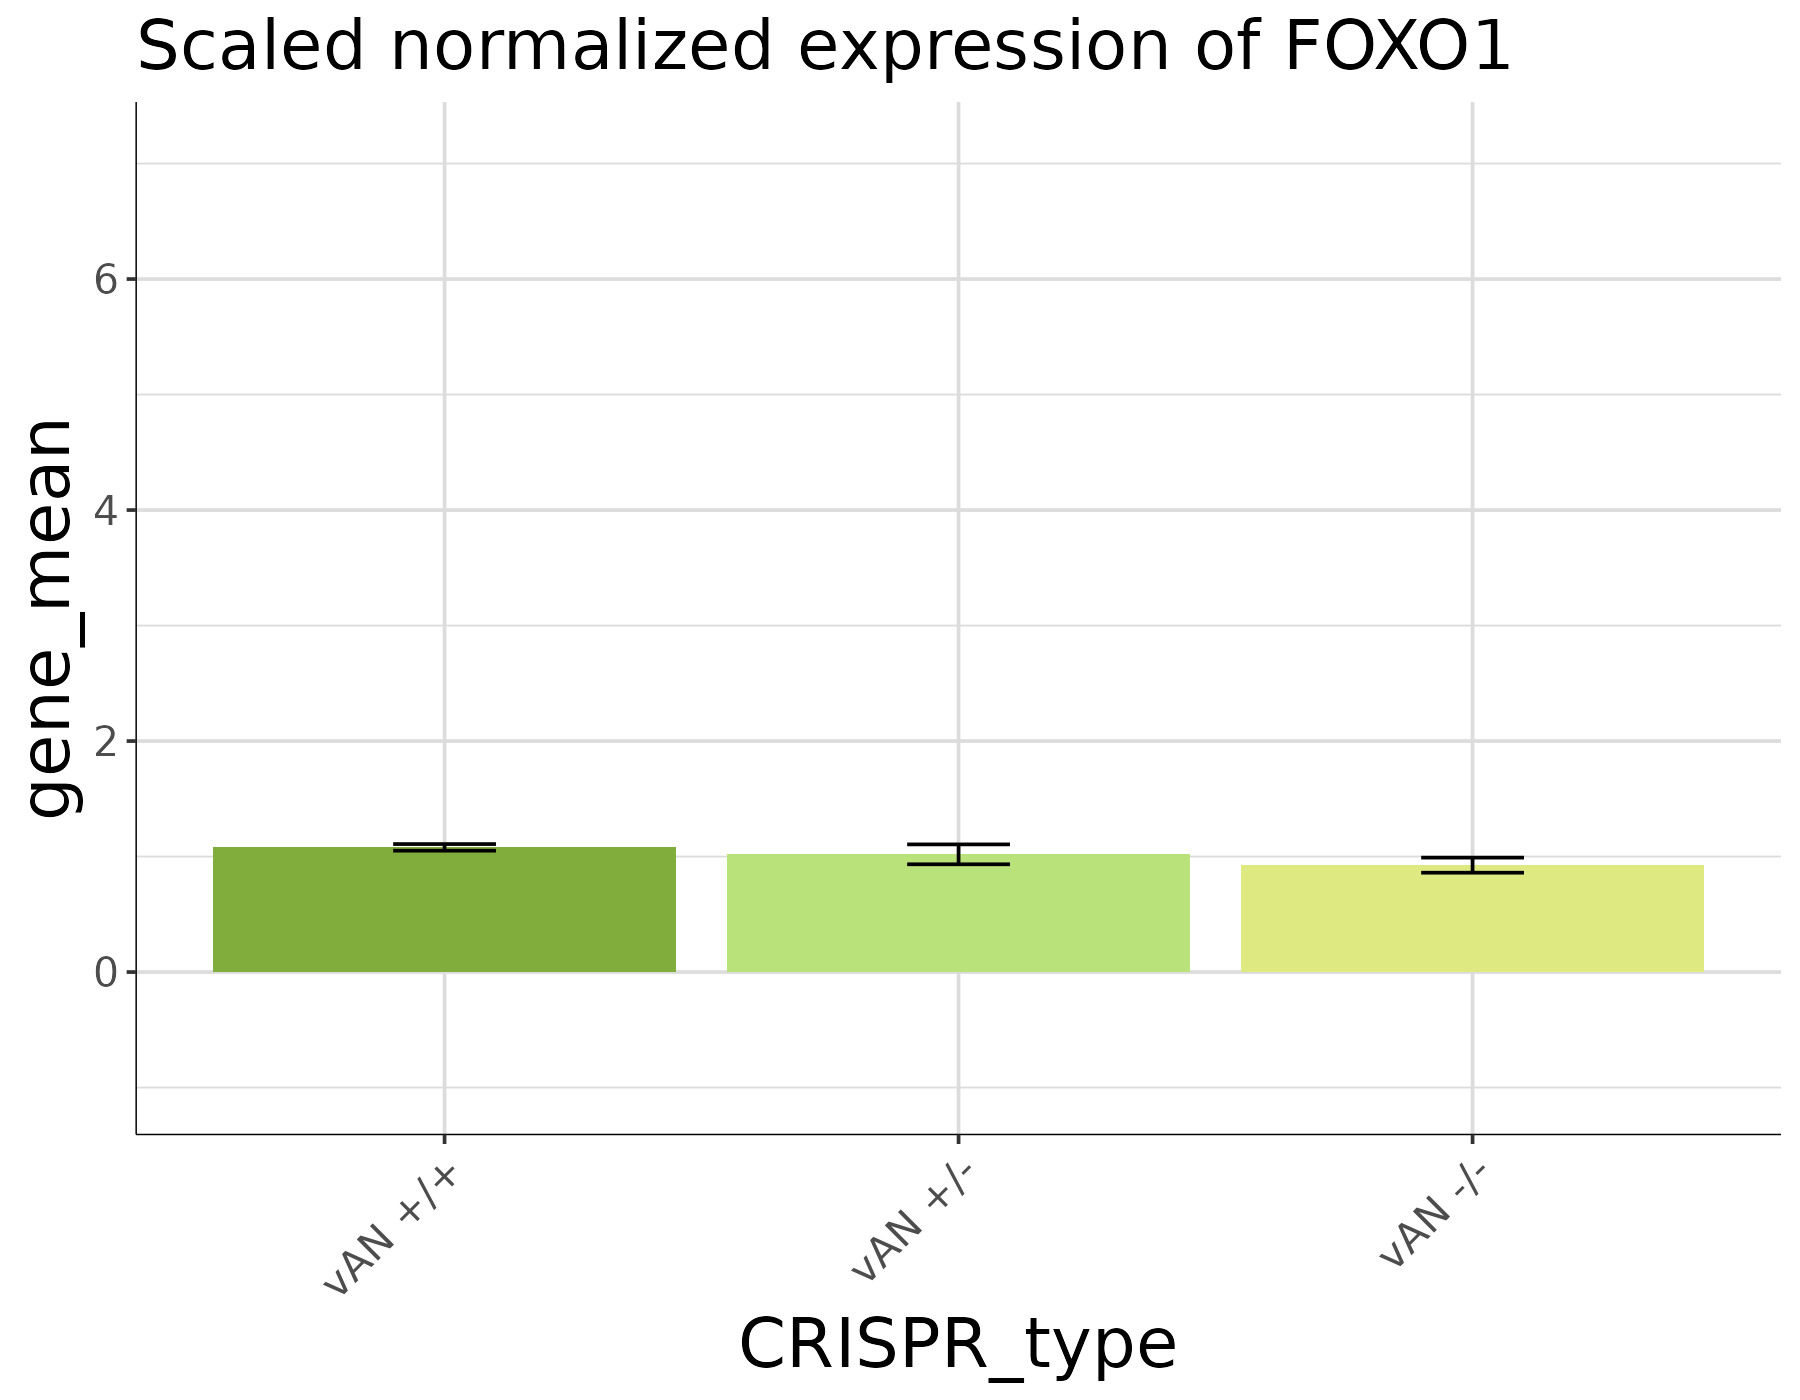 Scaled normalized expression of FOXO1
gene_mean
6
4
2
0
vAN +/+
vAN +/-
vAN -/-
CRISPR_type